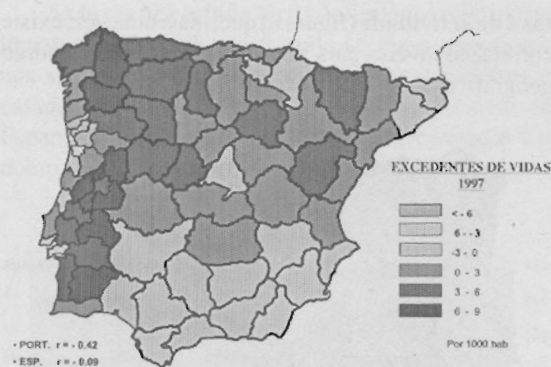 EXCEDENTES DE VIDAS
1997
<- 6
6 - -3
-3 - 0
0 - 3
3 - 6
6 - 9
Por 1000 hab
• PORT. r = - 0.42
• ESP. r = - 0.09